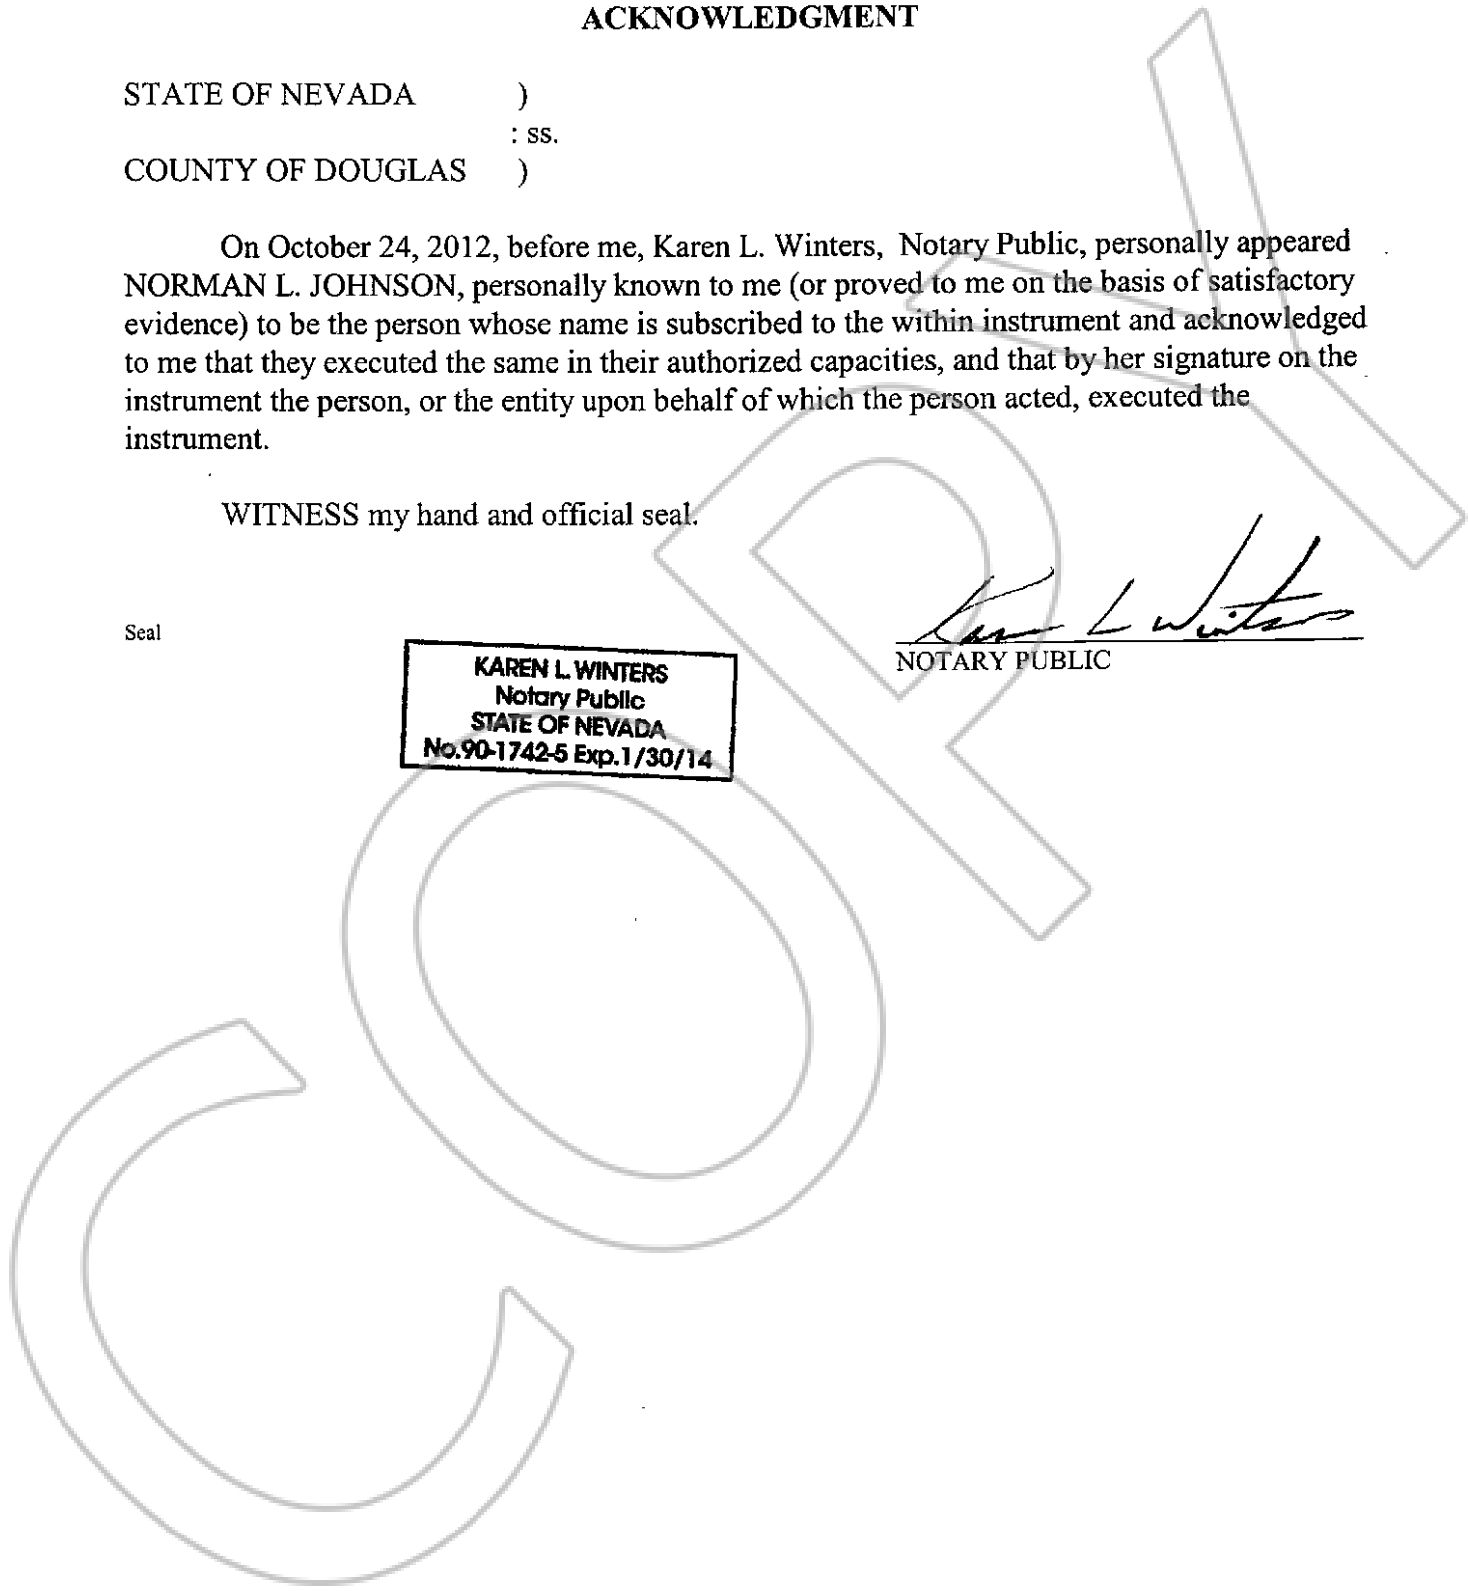 ACKNOWLEDGMENT
STATE OF NEVADA )
: ss.
COUNTY OF DOUGLAS )
On October 24, 2012, before me, Karen L. Winters, Notary Public, personally appeared
NORMAN L. JOHNSON, personally known to me (or proved to me on the basis of satisfactory
evidence) to be the person whose name is subscribed to the within instrument and acknowledged
to me that they executed the same in their authorized capacities, and that by her signature on the
instrument the person, or the entity upon behalf of which the person acted, executed the
instrument.
WITNESS my hand and official seal.
Karen L Winters
Seal
NOTARY PUBLIC
KAREN L. WINTERS
Notary Public
STATE OF NEVADA
No.90-1742-5 Exp.1/30/14
COPY